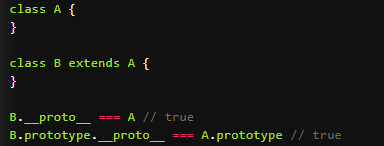 class A {
}
class B extends A {
}
B.__proto__ === A // true
B.prototype.__proto__ === A.prototype // true